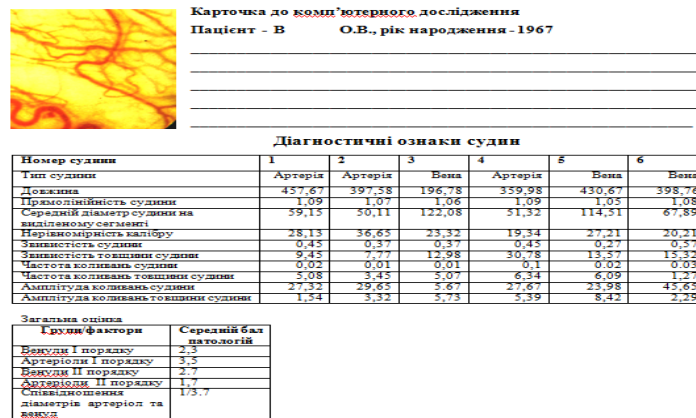 Карточка до комп’ютерного дослідження
Пацієнт - В О.В., рік народження - 1967
Діагностичні ознаки судин
Номер судини 1 2 3 4 5 6
Тип судини Артерія Артерія Вена Артерія Вена Вена
Довжина 457,67 397,58 196,78 359,98 430,67 398,76
Прямолінійність судини 1,09 1,07 1,06 1,09 1,05 1,08
Середній діаметр судини на 59,15 50,11 122,08 51,32 114,51 67,89
виділеному сегменті
Нерівномірність калібру 28,13 36,65 23,32 19,34 27,21 20,21
Звивистість судини 0,45 0,37 0,37 0,45 0,27 0,57
Звивистість товщини судини 9,45 7,77 12,98 30,78 13,57 15,32
Частота коливань судини 0,02 0,01 0,01 0,1 0.02 0.03
Частота коливань товщини судини 5,08 3,45 5,07 6,34 6,09 1,27
Амплітуда коливань судини 27,32 29,65 5.67 27,67 23,98 45,65
Амплітуда коливань товщини судини 1,54 3,32 5,73 5,39 8,42 2,29
Загальна оцінка
Групи/фактори Середній бал
патологій
Венули І порядку 2,3
Артеріоли І порядку 3,5
Венули ІІ порядку 2.7
Артеріоли ІІ порядку 1,7
Співвідношення 1/3.7
діаметрів артеріол та
венул